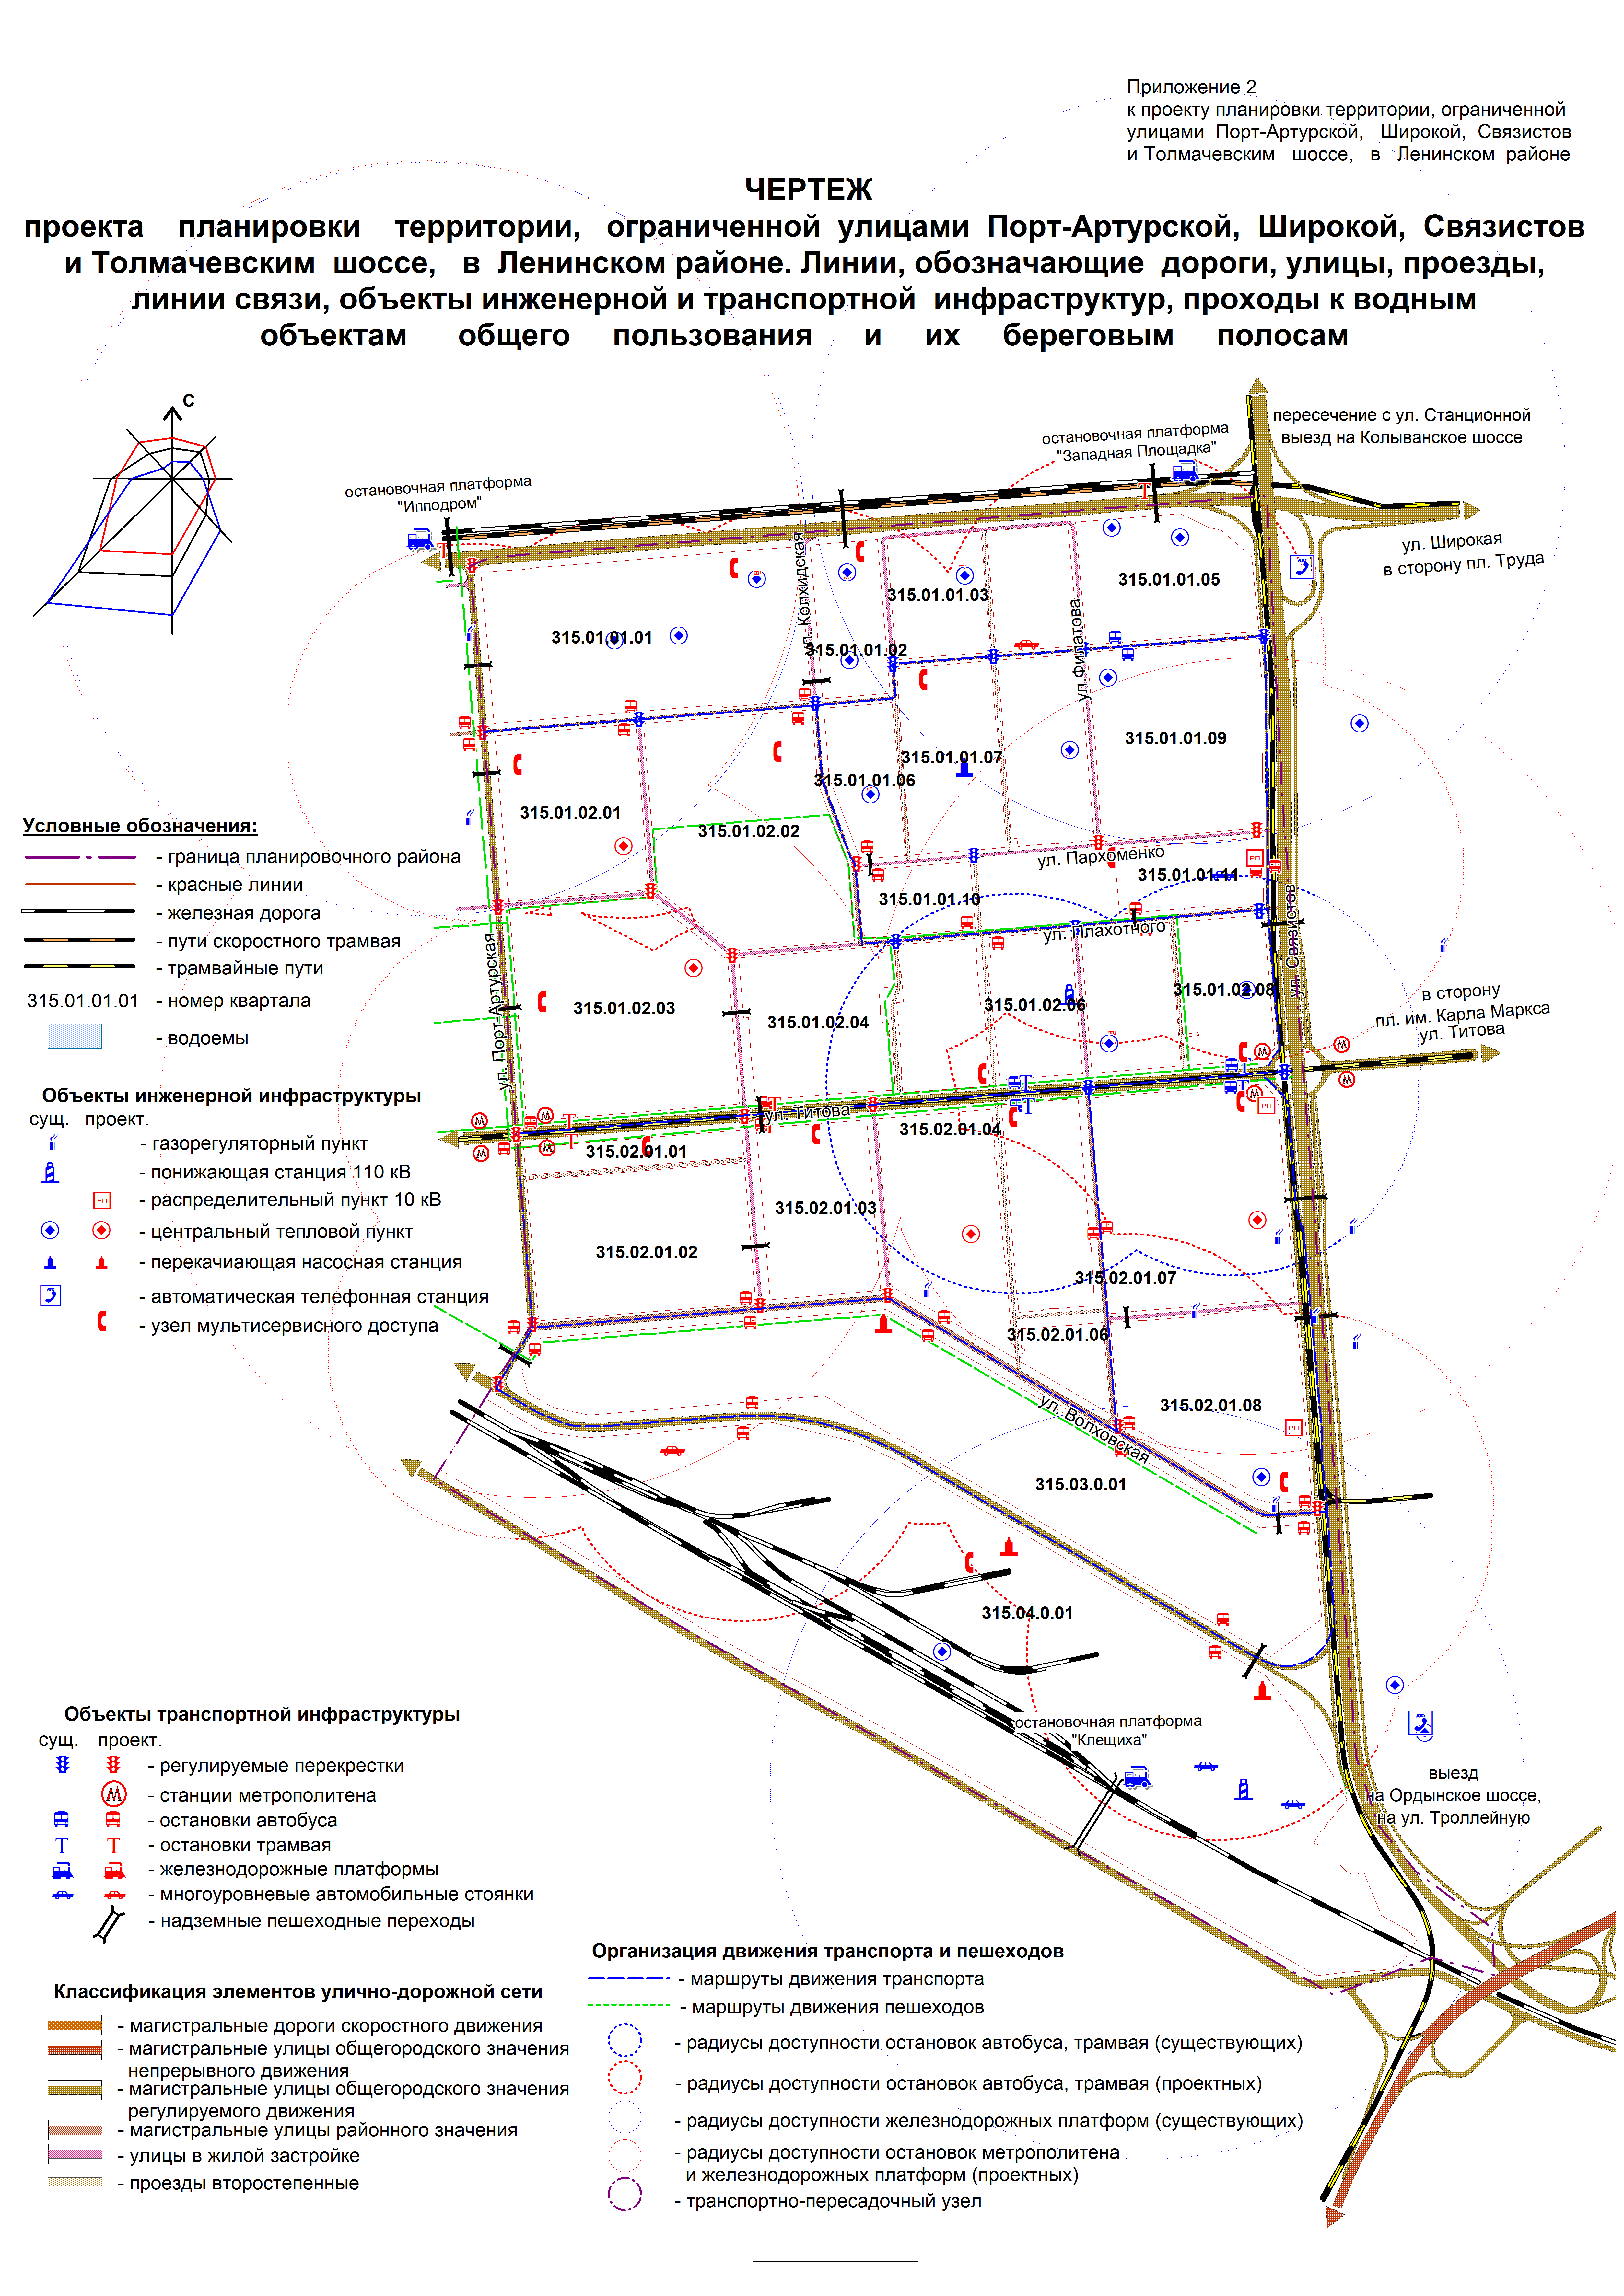 Приложение 2
к проекту планировки территории, ограниченной
улицами Порт-Артурской, Широкой, Связистов
и Толмачевским шоссе, в Ленинском районе
ЧЕРТЕЖ
проекта планировки территории, ограниченной улицами Порт-Артурской, Широкой, Связистов
и Толмачевским шоссе, в Ленинском районе. Линии, обозначающие дороги, улицы, проезды,
линии связи, объекты инженерной и транспортной инфраструктур, проходы к водным
объектам общего пользования и их береговым полосам
С
пересечение с ул. Станционной
выезд на Колыванское шоссе
остановочная платформа
"Западная Площадка"
остановочная платформа
"Ипподром"
Т
Т
ул. Широкая
в сторону пл. Труда
ул. Колхидская
ул.Филатова
315.01.01.05
315.01.01.03
315.01.01.01
315.01.01.02
315.01.01.09
315.01.01.07
315.01.01.06
315.01.02.01
315.01.02.02
ул. Пархоменко
РП
315.01.01.11
315.01.01.10
ул. Плахотного
ул. Связистов
ул. Порт-Артурская
315.01.02.08
315.01.02.06
315.01.02.03
315.01.02.04
в сторону
пл. им. Карла Маркса
ул. Титова
М
М
М
М
РП
ул. Титова
Т
Т
Т
Т
Т
Т
М
М
М
М
315.02.01.04
315.02.01.01
315.02.01.03
315.02.01.02
315.02.01.07
315.02.01.06
315.02.01.08
РП
ул. Волховская
315.03.0.01
315.04.0.01
остановочная платформа
"Клещиха"
выезд
на Ордынское шоссе,
на ул. Троллейную
Условные обозначения:
- граница планировочного района
- красные линии
- железная дорога
- пути скоростного трамвая
- трамвайные пути
315.01.01.01 - номер квартала
- водоемы
Объекты инженерной инфраструктуры
сущ. проект.
- газорегуляторный пункт
- понижающая станция 110 кВ
РП - распределительный пункт 10 кВ
- центральный тепловой пункт
- перекачиающая насосная станция
- автоматическая телефонная станция
- узел мультисервисного доступа
Объекты транспортной инфраструктуры
сущ. проект.
- регулируемые перекрестки
М - станции метрополитена
- остановки автобуса
Т Т - остановки трамвая
- железнодорожные платформы
- многоуровневые автомобильные стоянки
- надземные пешеходные переходы
Классификация элементов улично-дорожной сети
- магистральные дороги скоростного движения
- магистральные улицы общегородского значения
непрерывного движения
- магистральные улицы общегородского значения
регулируемого движения
- магистральные улицы районного значения
- улицы в жилой застройке
- проезды второстепенные
Организация движения транспорта и пешеходов
- маршруты движения транспорта
- маршруты движения пешеходов
- радиусы доступности остановок автобуса, трамвая (существующих)
- радиусы доступности остановок автобуса, трамвая (проектных)
- радиусы доступности железнодорожных платформ (существующих)
- радиусы доступности остановок метрополитена
и железнодорожных платформ (проектных)
- транспортно-пересадочный узел